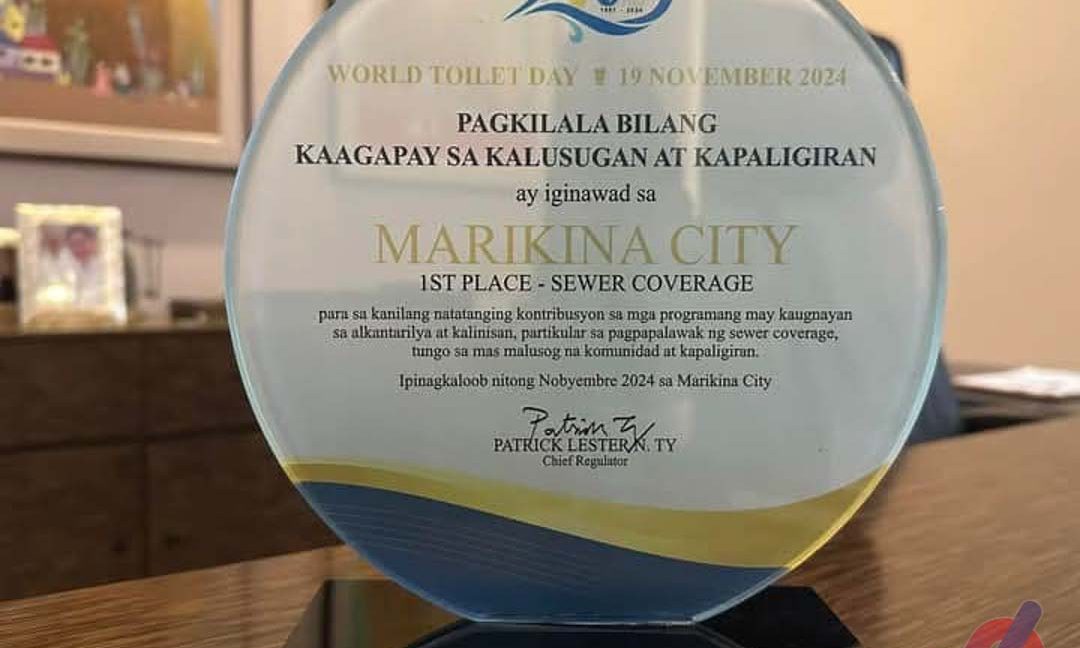 1997 - 2024
WORLD TOILET DAY 19 NOVEMBER 2024
PAGKILALA BILANG
KAAGAPAY SA KALUSUGAN AT KAPALIGIRAN
ay iginawad sa
MARIKINA CITY
1ST PLACE - SEWER COVERAGE
para sa kanilang natatanging kontribusyon sa mga programang may kaugnayan
sa alkantarilya at kalinisan, partikular sa pagpapalawak ng sewer coverage,
tungo sa mas malusog na komunidad at kapaligiran.
Ipinagkaloob nitong Nobyembre 2024 sa Marikina City
PATRICK LESTER N. TY
Chief Regulator